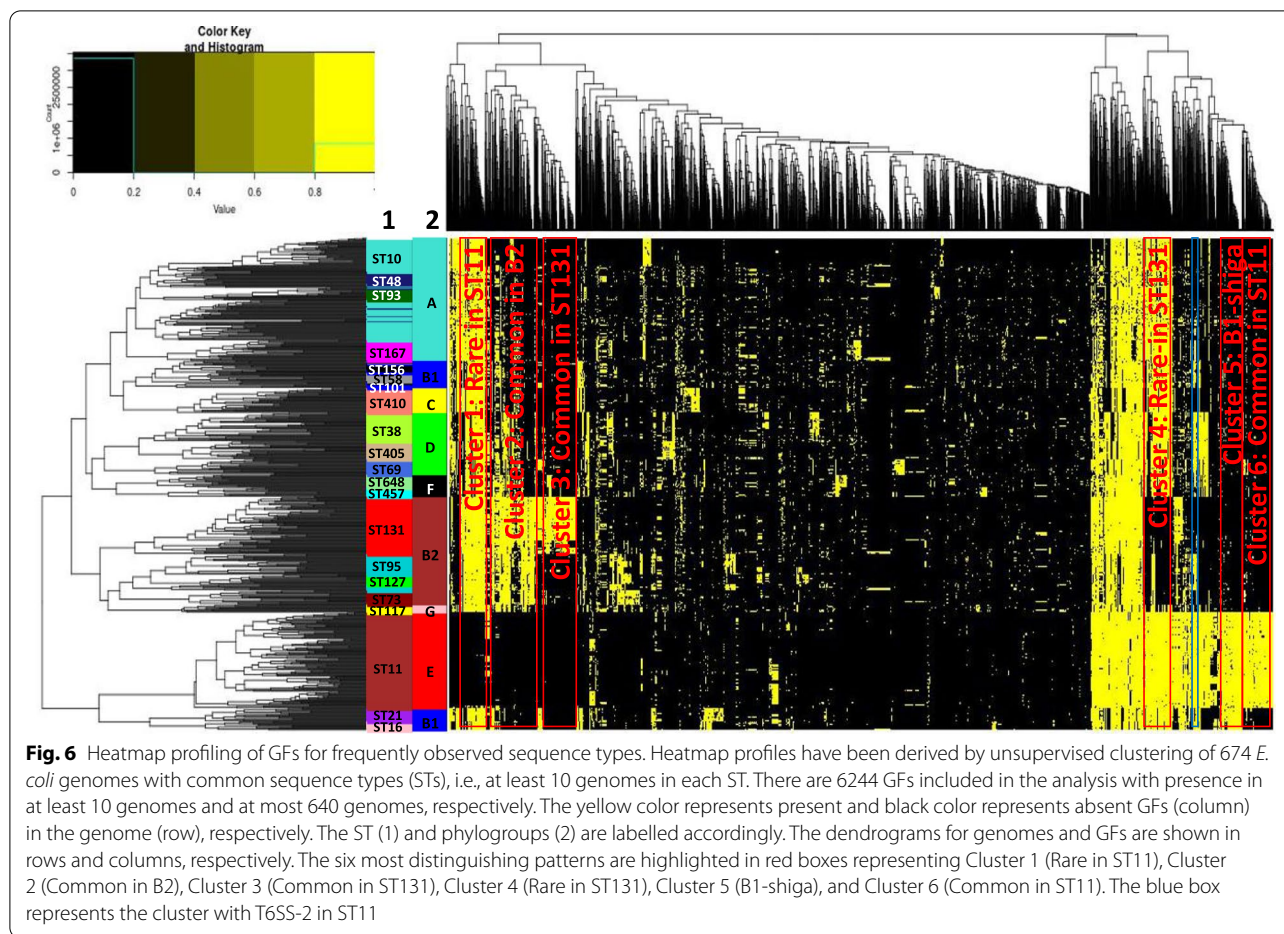 Color Key
and Histogram
Count
0 1e+06 2500000
0 0.2 0.4 0.6 0.8
Value
1 2
ST10
ST48
ST93
ST167
ST156
ST58
ST101
ST410
ST38
ST405
ST69
ST648
ST457
ST131
ST95
ST127
ST73
ST117
ST11
ST21
ST16
A
B1
C
D
F
B2
G
E
B1
Cluster 1: Rare in ST11
Cluster 2: Common in B2
Cluster 3: Common in ST131
Cluster 4: Rare in ST131
Cluster 5: B1-shiga
Cluster 6: Common in ST11
Fig. 6 Heatmap profiling of GFs for frequently observed sequence types. Heatmap profiles have been derived by unsupervised clustering of 674 E.
coli genomes with common sequence types (STs), i.e., at least 10 genomes in each ST. There are 6244 GFs included in the analysis with presence in
at least 10 genomes and at most 640 genomes, respectively. The yellow color represents present and black color represents absent GFs (column)
in the genome (row), respectively. The ST (1) and phylogroups (2) are labelled accordingly. The dendrograms for genomes and GFs are shown in
rows and columns, respectively. The six most distinguishing patterns are highlighted in red boxes representing Cluster 1 (Rare in ST11), Cluster
2 (Common in B2), Cluster 3 (Common in ST131), Cluster 4 (Rare in ST131), Cluster 5 (B1-shiga), and Cluster 6 (Common in ST11). The blue box
represents the cluster with T6SS-2 in ST11